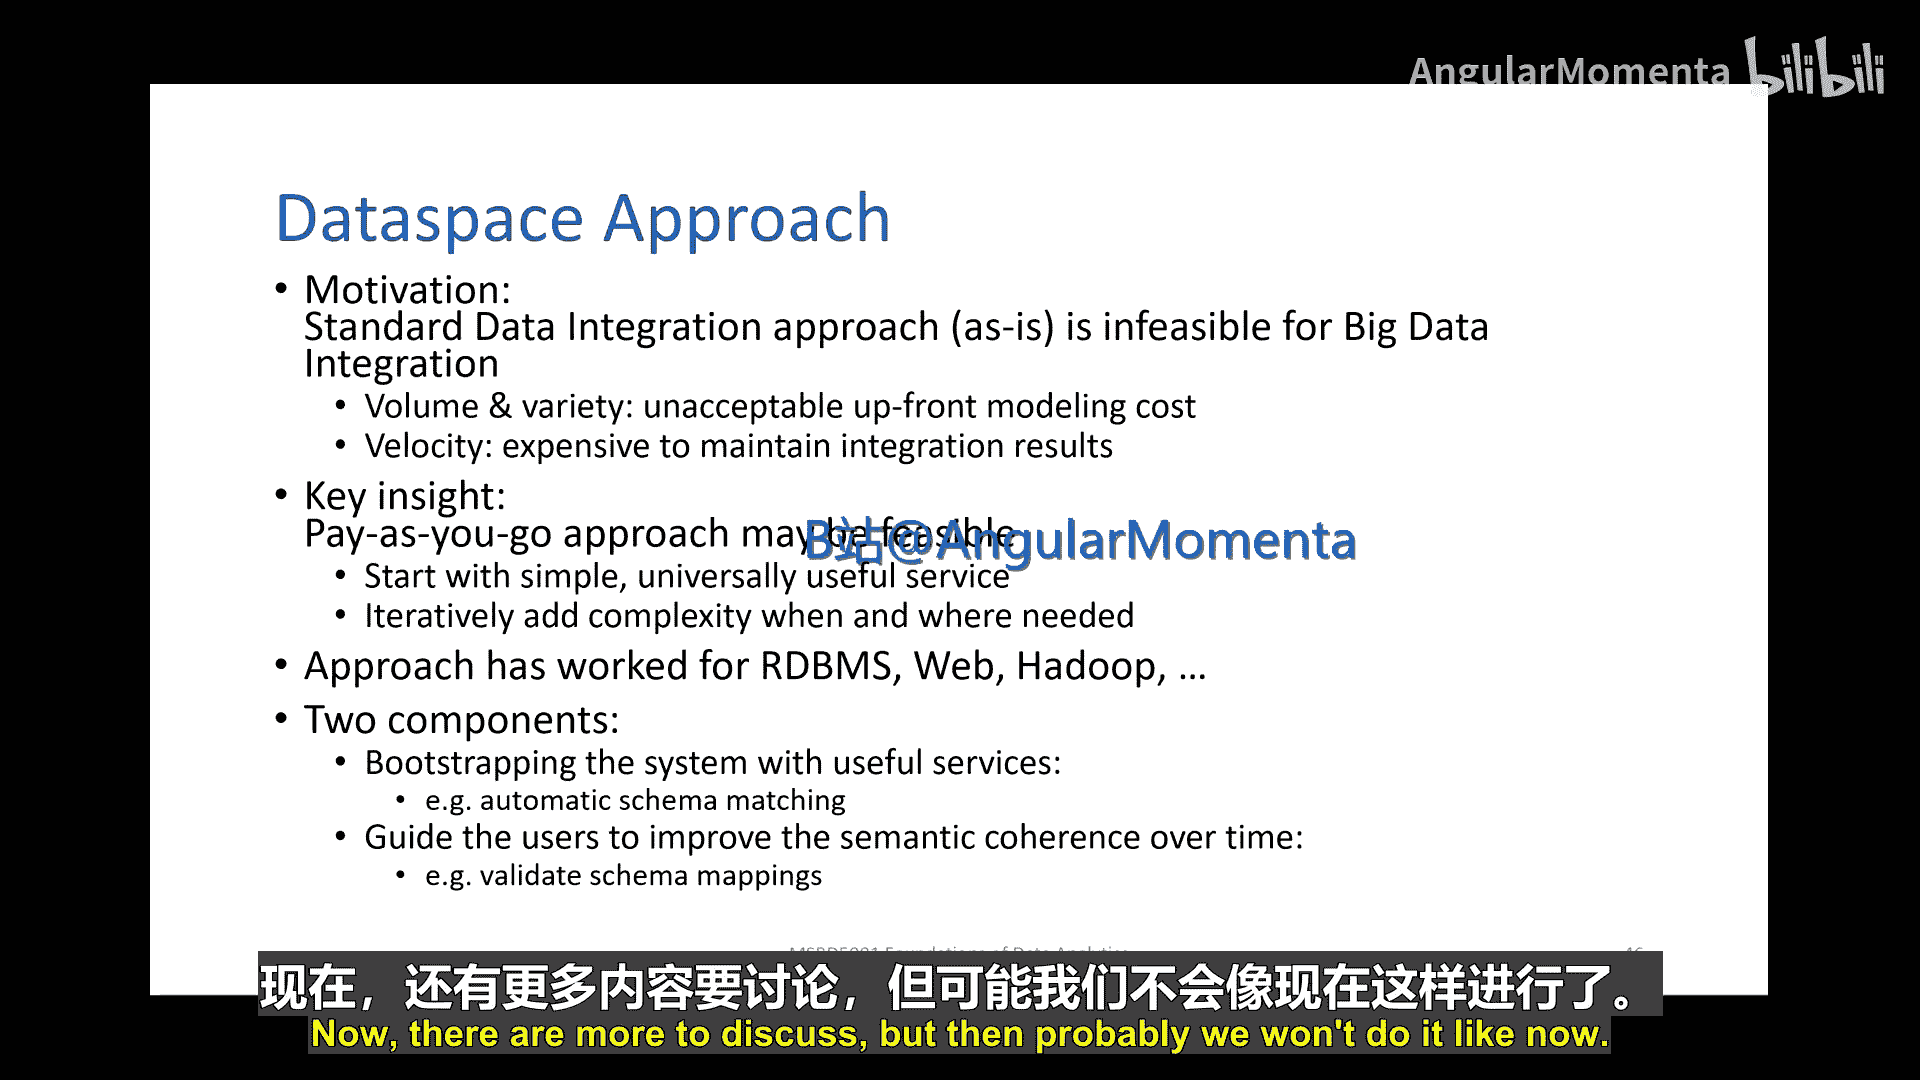 AngularMomenta bilibili
Dataspace Approach
• Motivation:
Standard Data Integration approach (as-is) is infeasible for Big Data
Integration
• Volume & variety: unacceptable up-front modeling cost
• Velocity: expensive to maintain integration results
• Key insight:
Pay-as-you-go approach may be feasible
B站@AngularMomenta
• Start with simple, universally useful service
• Iteratively add complexity when and where needed
• Approach has worked for RDBMS, Web, Hadoop, ...
• Two components:
• Bootstrapping the system with useful services:
• e.g. automatic schema matching
• Guide the users to improve the semantic coherence over time:
• e.g. validate schema mappings
现在，还有更多内容要讨论，但可能我们不会像现在这样进行了。
Now, there are more to discuss, but then probably we won't do it like now.